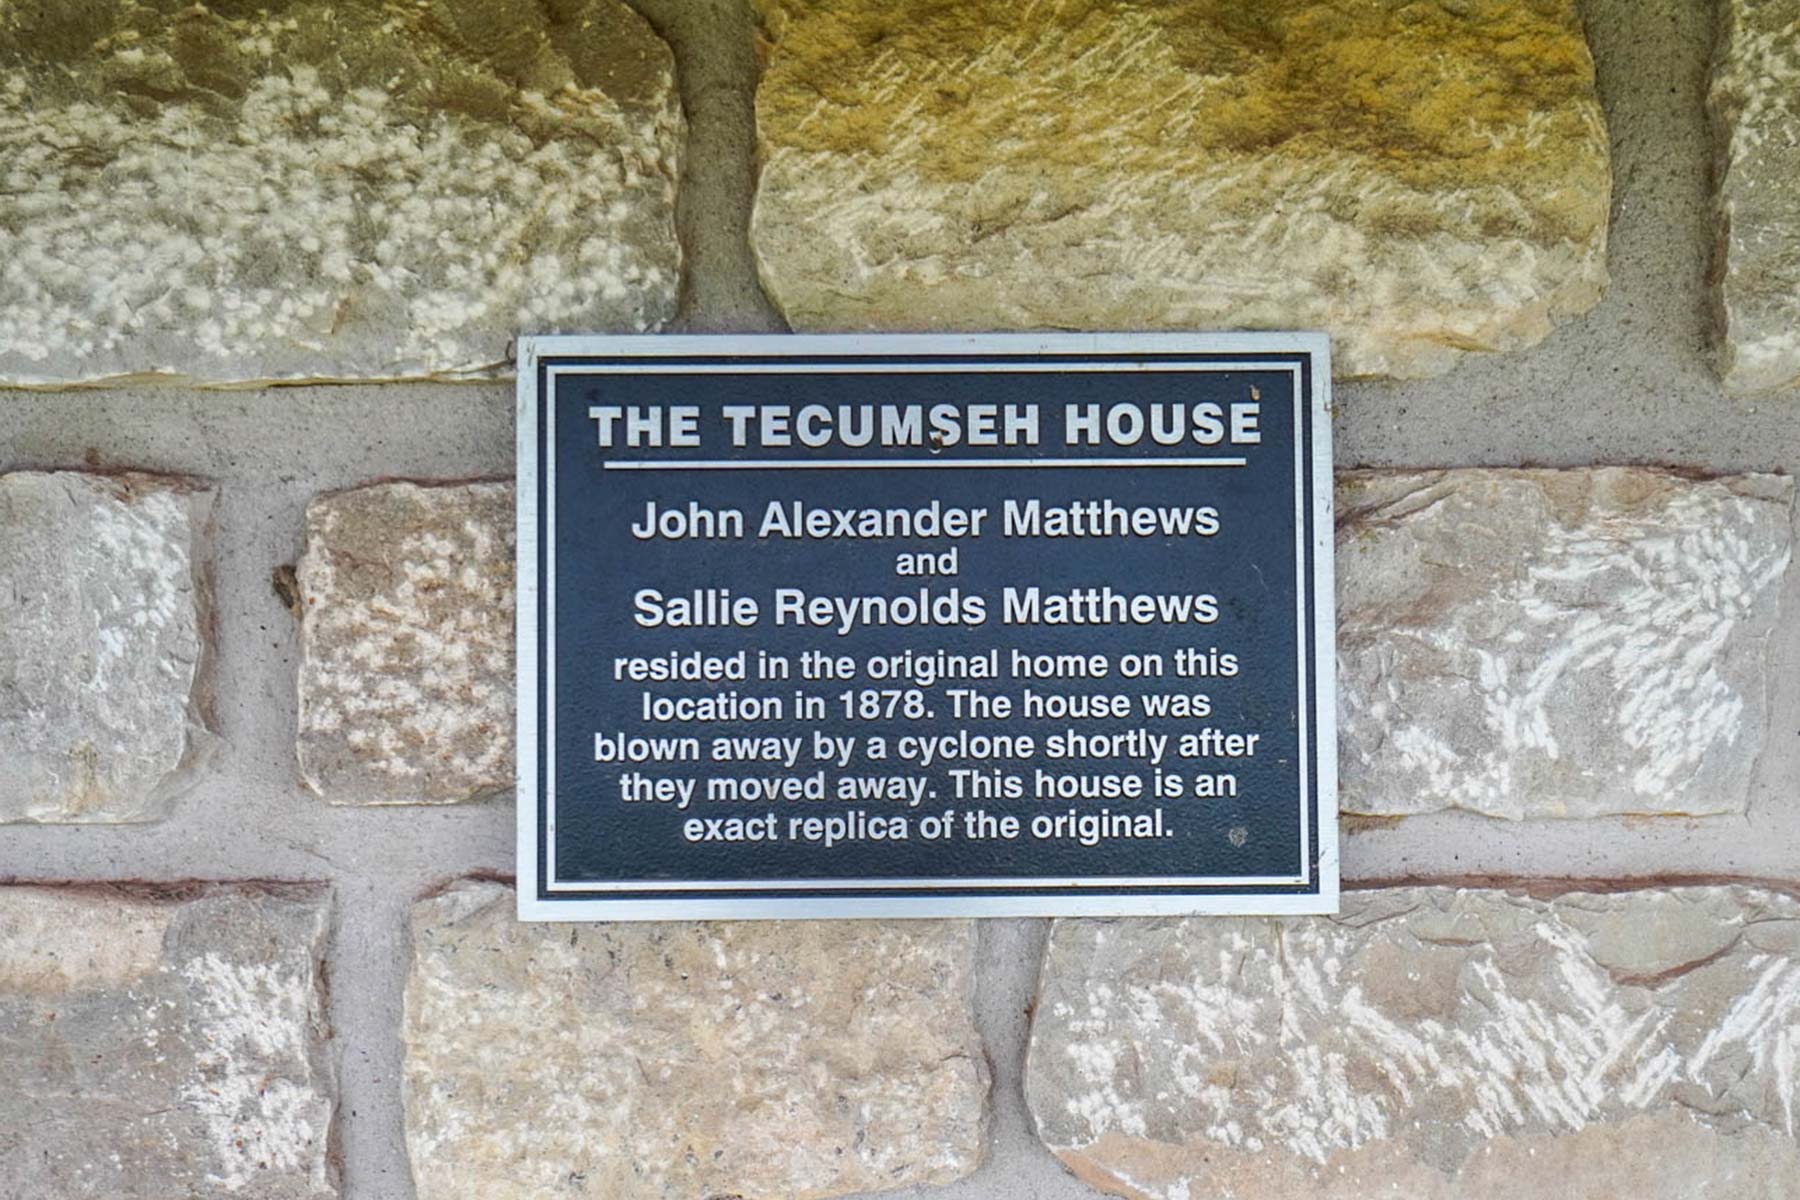 THE TECUMSEH HOUSE
John Alexander Matthews
and
Sallie Reynolds Matthews
resided in the original home on this
location in 1878. The house was
blown away by a cyclone shortly after
they moved away. This house is an
exact replica of the original.